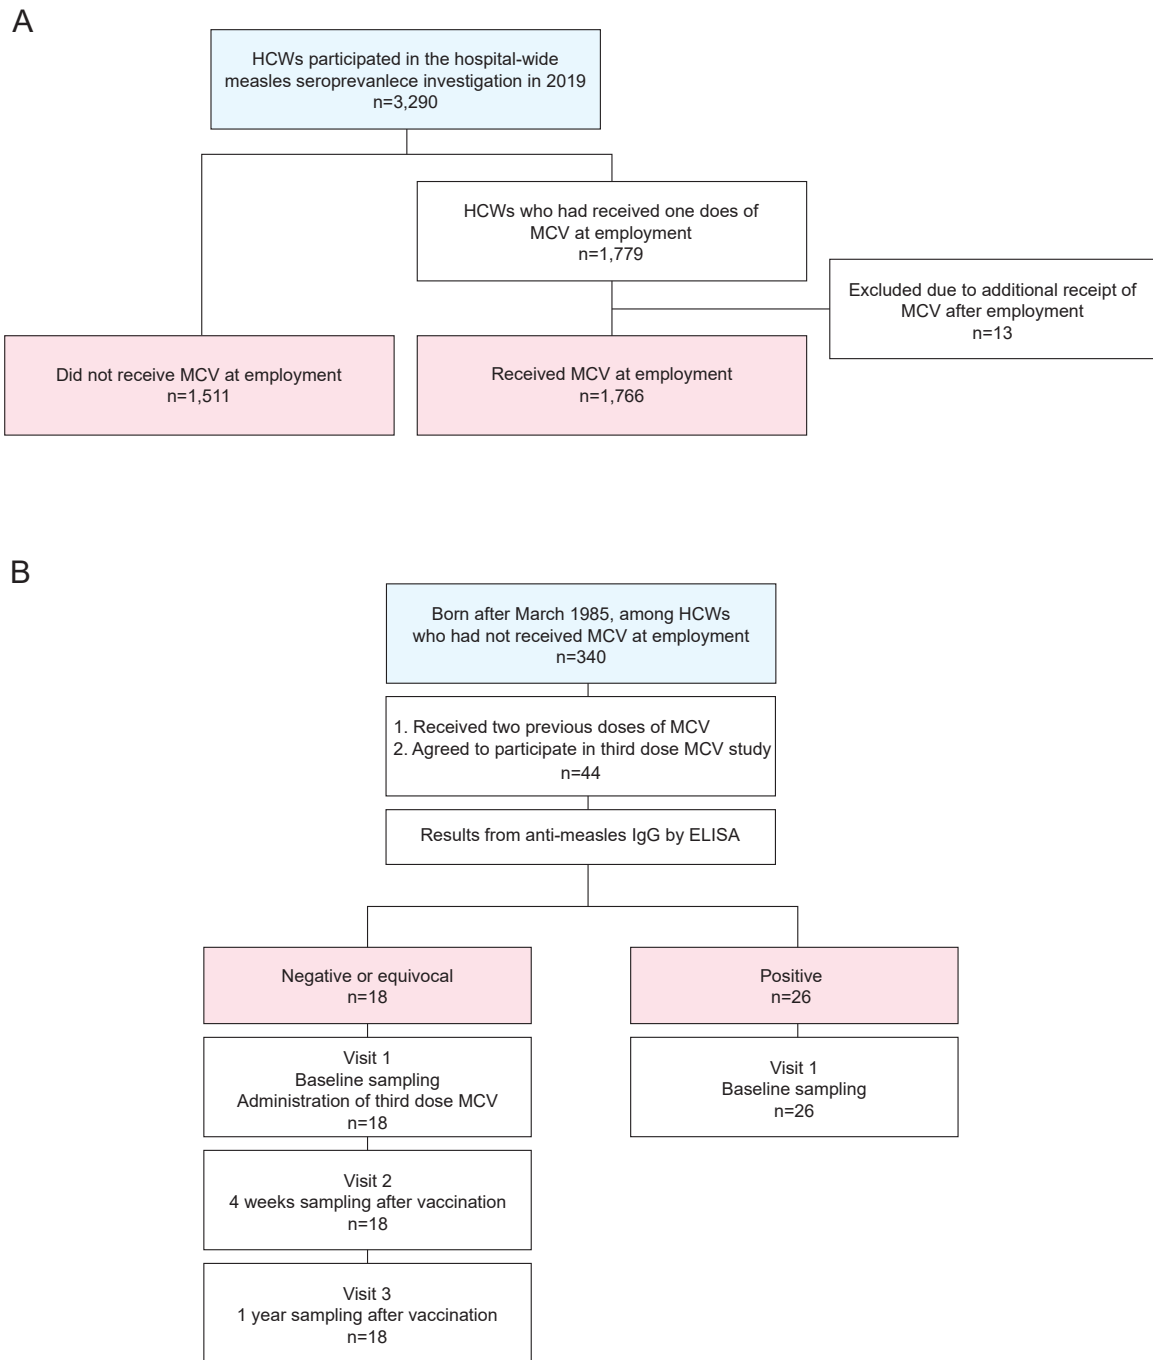 A
HCWs participated in the hospital-wide
measles seroprevanlece investigation in 2019
n=3,290
HCWs who had received one does of
MCV at employment
n=1,779
Excluded due to additional receipt of
MCV after employment
n=13
Did not receive MCV at employment
n=1,511
Received MCV at employment
n=1,766
B
Born after March 1985, among HCWs
who had not received MCV at employment
n=340
1. Received two previous doses of MCV
2. Agreed to participate in third dose MCV study
n=44
Results from anti-measles IgG by ELISA
Negative or equivocal
n=18
Positive
n=26
Visit 1
Baseline sampling
Administration of third dose MCV
n=18
Visit 1
Baseline sampling
n=26
Visit 2
4 weeks sampling after vaccination
n=18
Visit 3
1 year sampling after vaccination
n=18